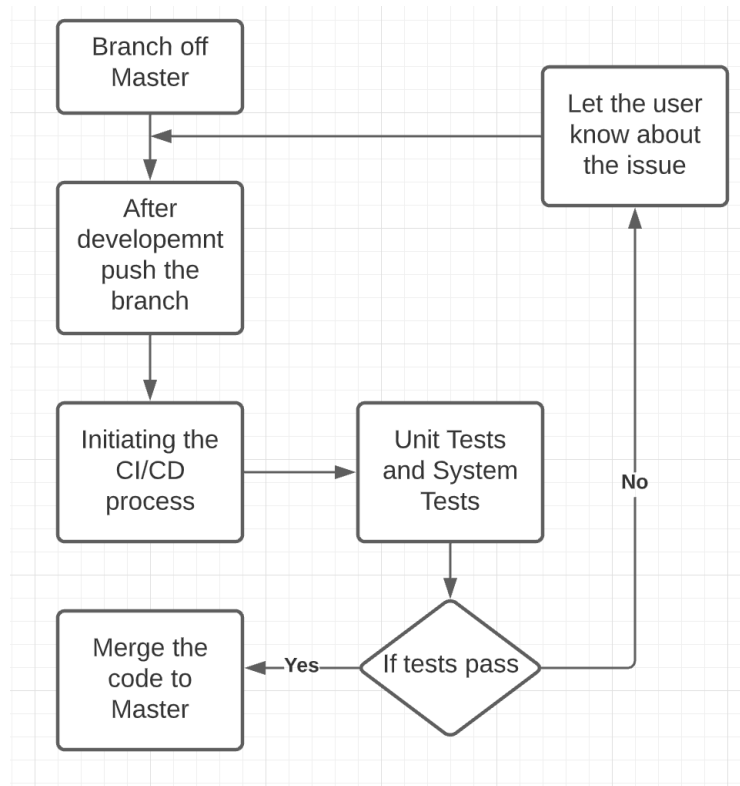 Branch off
Master
Let the user
know about
the issue
After
developemnt
push the
branch
Initiating the
CI/CD
process
Unit Tests
and System
Tests
No
Merge the
code to
Master
Yes
If tests pass